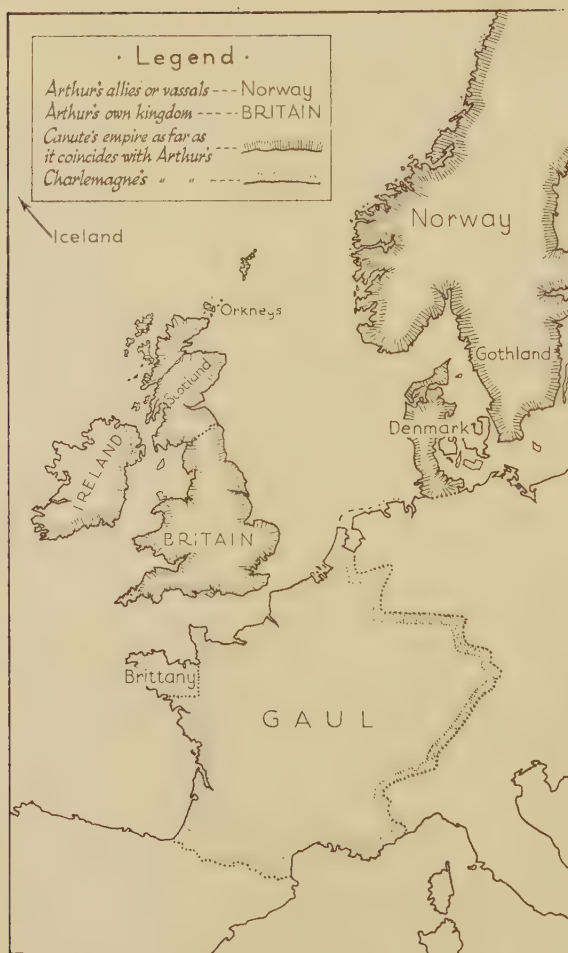 · Legend ·
Arthur's allies or vassals --- Norway
Arthur's own kingdom ---- BRITAIN
Canute's empire as far as
it coincides with Arthur's ---
Charlemagne's " " ---
Iceland
Norway
Orkneys
Gothland
Scotland
Denmark
IRELAND
BRITAIN
Brittany
GAUL